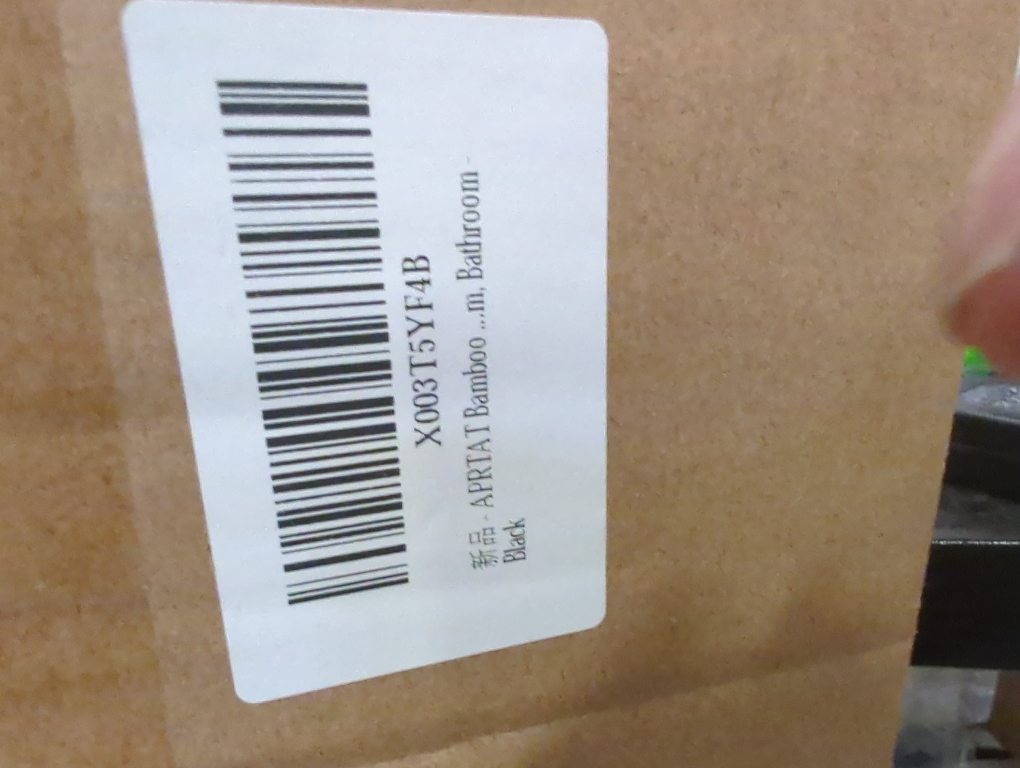 X003T5YF4B
新品 - APRTAT Bamboo ...m, Bathroom -
Black